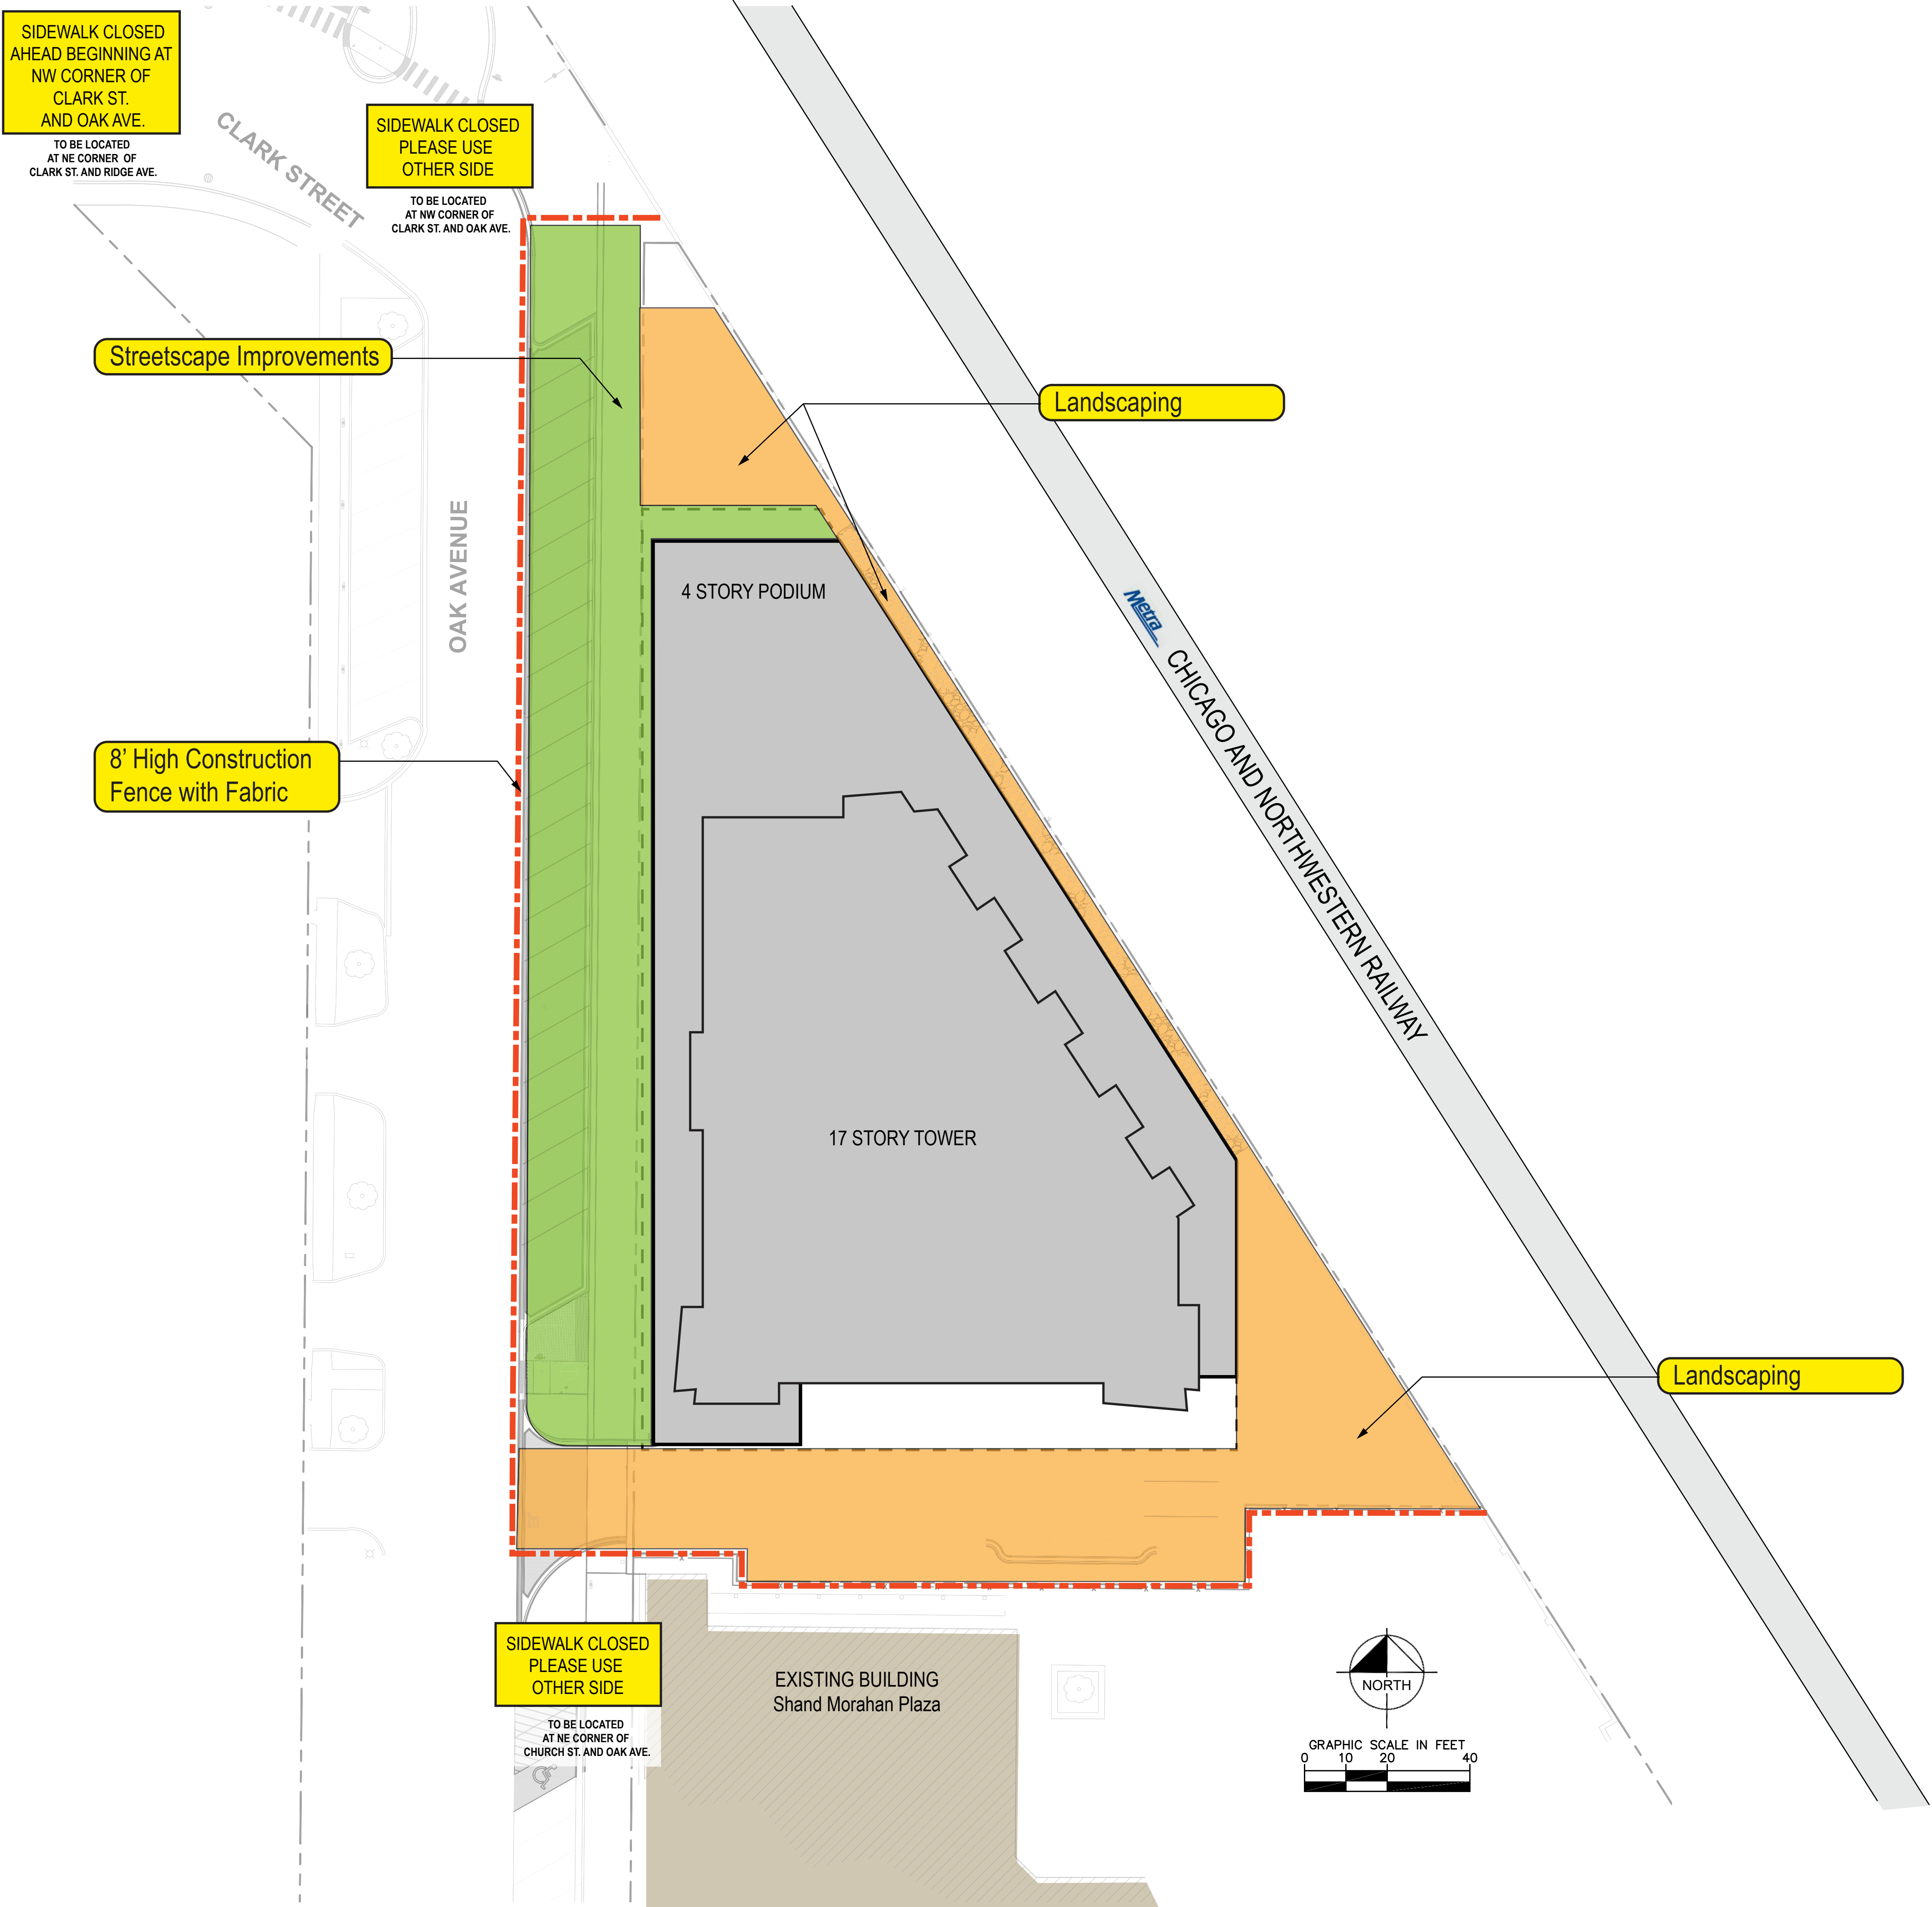 SIDEWALK CLOSED
AHEAD BEGINNING AT
NW CORNER OF
CLARK ST.
AND OAK AVE.
TO BE LOCATED
AT NE CORNER OF
CLARK ST. AND RIDGE AVE.
CLARK STREET
SIDEWALK CLOSED
PLEASE USE
OTHER SIDE
TO BE LOCATED
AT NW CORNER OF
CLARK ST. AND OAK AVE.
Streetscape Improvements
Landscaping
OAK AVENUE
4 STORY PODIUM
Metra
CHICAGO AND NORTHWESTERN RAILWAY
8’ High Construction
Fence with Fabric
17 STORY TOWER
Landscaping
SIDEWALK CLOSED
PLEASE USE
OTHER SIDE
TO BE LOCATED
AT NE CORNER OF
CHURCH ST. AND OAK AVE.
EXISTING BUILDING
Shand Morahan Plaza
NORTH
GRAPHIC SCALE IN FEET
0 10 20 40